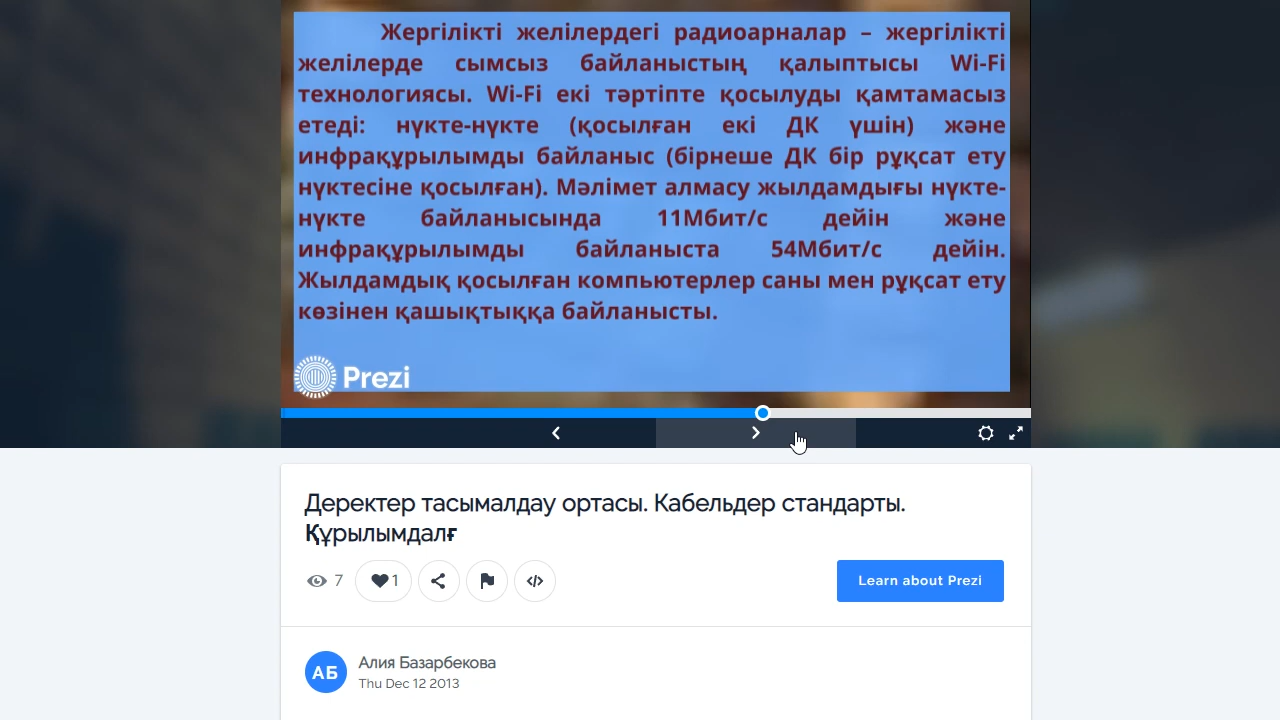 Жергілікті желілердегі радиоарналар – жергілікті
желілерде сымсыз байланыстың қалыптысы Wi-Fi
технологиясы. Wi-Fi екі тәртіпте қосылуды қамтамасыз
етеді: нүкте-нүкте (қосылған екі ДК үшін) және
инфрақұрылымды байланыс (бірнеше ДК бір рұқсат ету
нүктесіне қосылған). Мәлімет алмасу жылдамдығы нүкте-
нүкте байланысында 11Мбит/с дейін және
инфрақұрылымды байланыста 54Мбит/с дейін.
Жылдамдық қосылған компьютерлер саны мен рұқсат ету
көзінен қашықтыққа байланысты.
Prezi
Деректер тасымалдау ортасы. Кабельдер стандарты.
Құрылымдалғ
7
1
Learn about Prezi
АБ
Алия Базарбекова
Thu Dec 12 2013